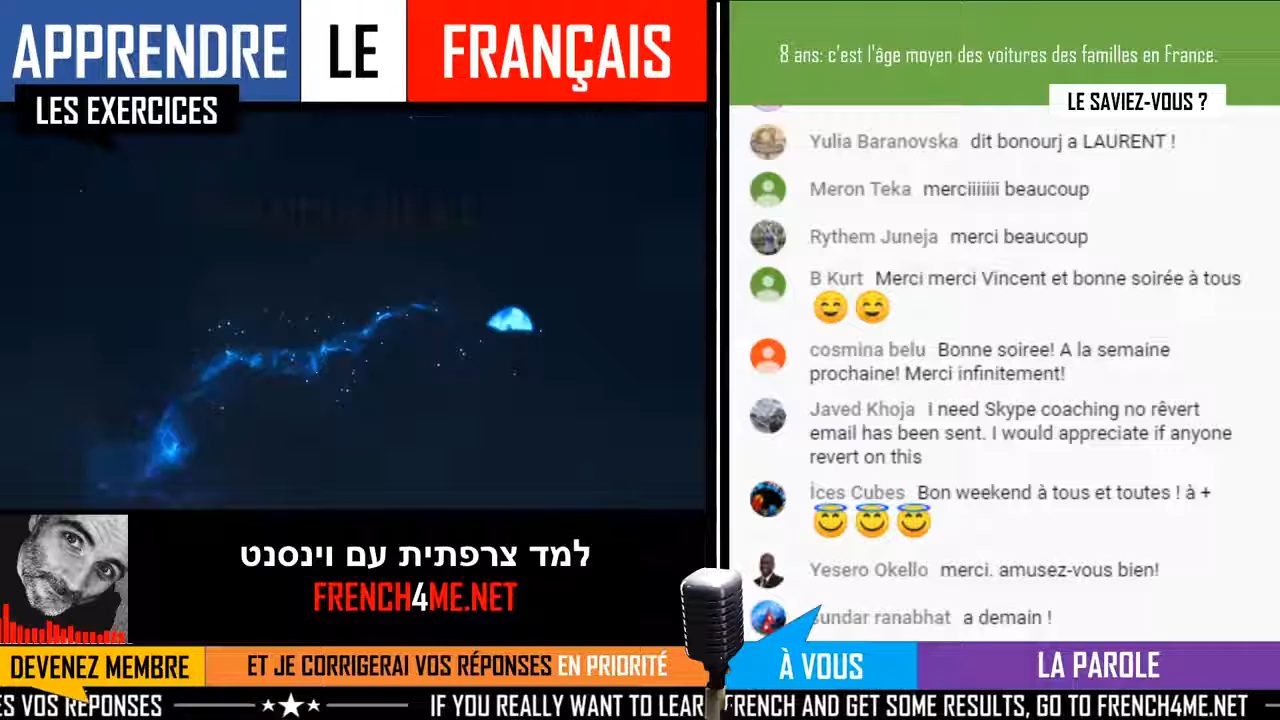 APPRENDRE LE FRANÇAIS
LES EXERCICES
8 ans: c'est l'âge moyen des voitures des familles en France.
LE SAVIEZ-VOUS ?
Yulia Baranovska dit bonourj a LAURENT !
Meron Teka merciiiiiii beaucoup
Rythem Juneja merci beaucoup
B Kurt Merci merci Vincent et bonne soirée à tous
😊 😊
cosmina belu Bonne soiree! A la semaine
prochaine! Merci infinitement!
Javed Khoja I need Skype coaching no rêvert
email has been sent. I would appreciate if anyone
revert on this
İces Cubes Bon weekend à tous et toutes ! à +
😇 😇 😇
Yesero Okello merci. amusez-vous bien!
sundar ranabhat a demain !
למד צרפתית עם וינסנט
FRENCH4ME.NET
DEVENEZ MEMBRE
ET JE CORRIGERAI VOS RÉPONSES EN PRIORITÉ
À VOUS
LA PAROLE
ES VOS RÉPONSES
IF YOU REALLY WANT TO LEAR FRENCH AND GET SOME RESULTS, GO TO FRENCH4ME.NET